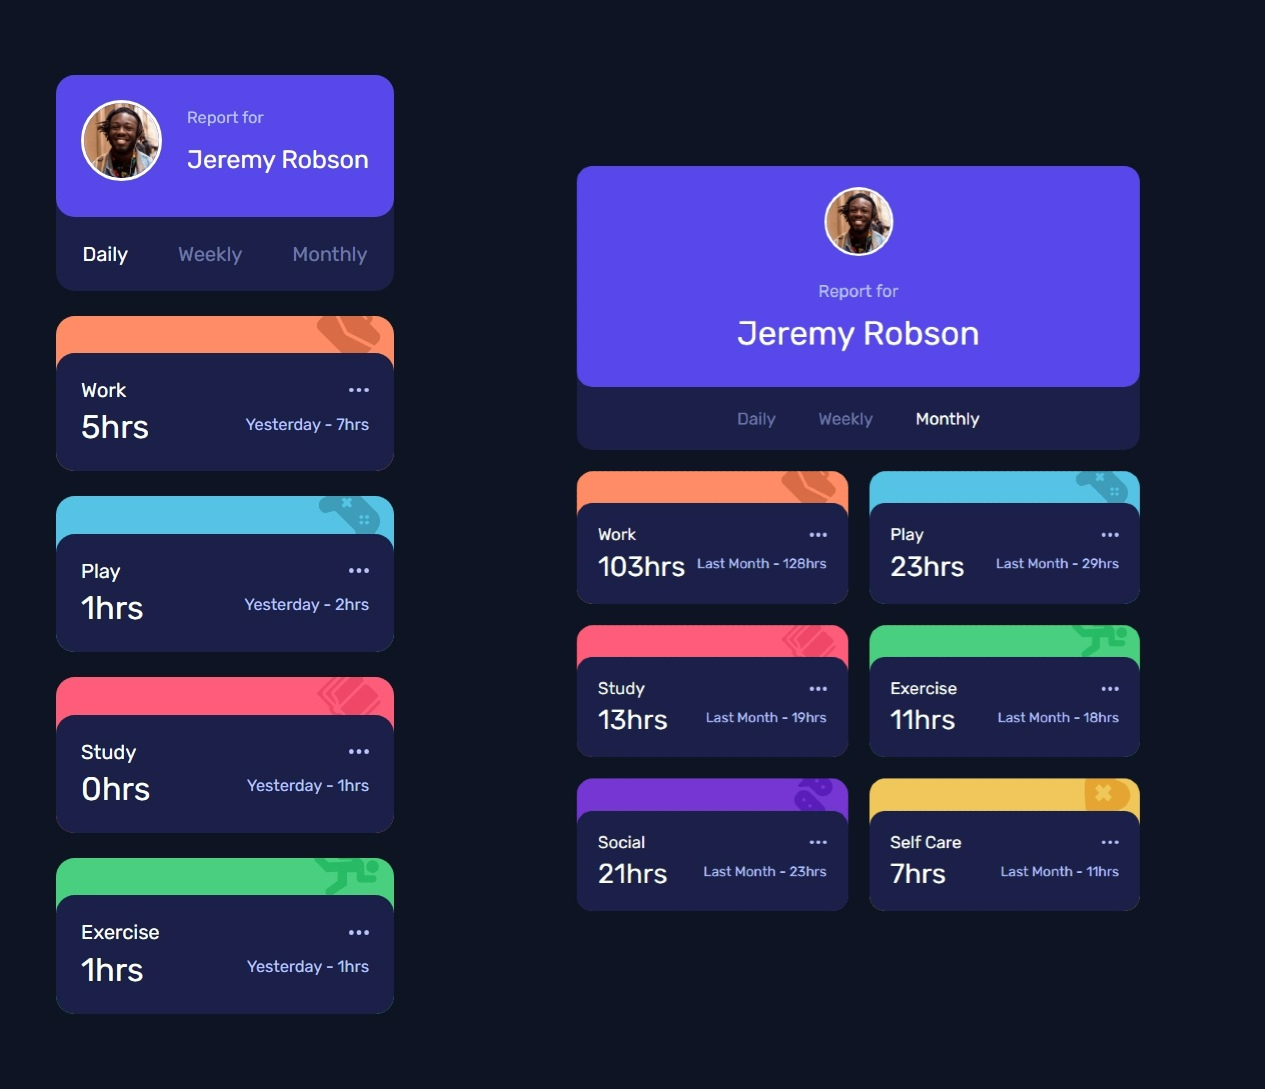 Report for
Jeremy Robson
Daily Weekly Monthly
Work
5hrs Yesterday - 7hrs
Play
1hrs Yesterday - 2hrs
Study
0hrs Yesterday - 1hrs
Exercise
1hrs Yesterday - 1hrs
Report for
Jeremy Robson
Daily Weekly Monthly
Work
103hrs Last Month - 128hrs
Play
23hrs Last Month - 29hrs
Study
13hrs Last Month - 19hrs
Exercise
11hrs Last Month - 18hrs
Social
21hrs Last Month - 23hrs
Self Care
7hrs Last Month - 11hrs